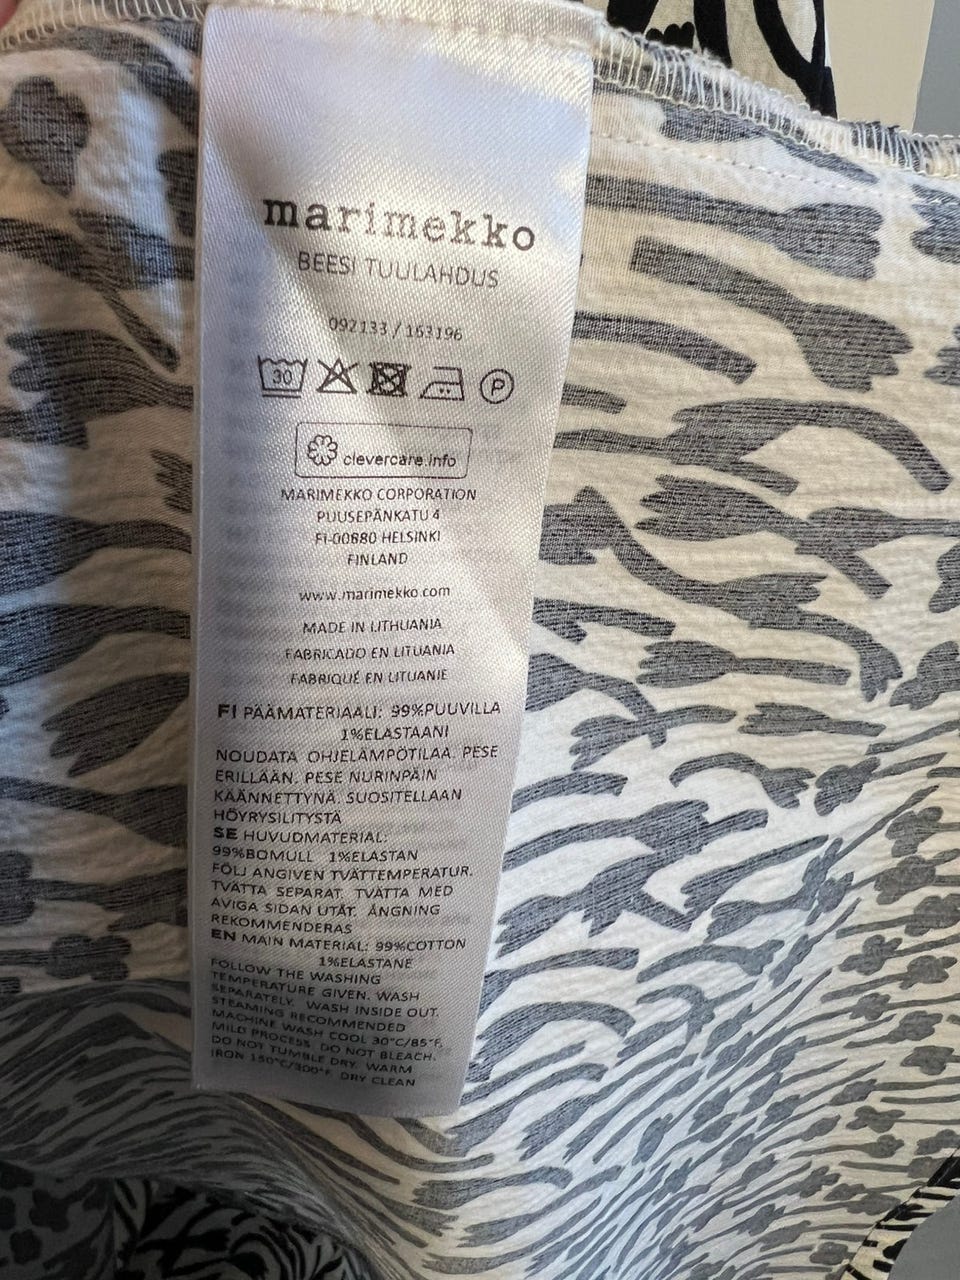 marimekko
BEESI TUULAHDUS
092133 / 163196
30 P
clevercare.info
MARIMEKKO CORPORATION
PUUSEPÄNKATU 4
FI-00880 HELSINKI
FINLAND
www.marimekko.com
MADE IN LITHUANIA
FABRICADO EN LITUANIA
FABRIQUÉ EN LITUANIE
FI PÄÄMATERIAALI: 99%PUUVILLA
1%ELASTAANI
NOUDATA OHJELÄMPÖTILAA. PESE
ERILLÄÄN. PESE NURINPÄIN
KÄÄNNETTYNÄ. SUOSITELLAAN
HÖYRYSILITYSTÄ
SE HUVUDMATERIAL:
99%BOMULL 1%ELASTAN
FÖLJ ANGIVEN TVÄTTEMPERATUR.
TVÄTTA SEPARAT. TVÄTTA MED
AVIGA SIDAN UTÅT. ÅNGNING
REKOMMENDERAS
EN MAIN MATERIAL: 99%COTTON
1%ELASTANE
FOLLOW THE WASHING
TEMPERATURE GIVEN. WASH
SEPARATELY. WASH INSIDE OUT.
STEAMING RECOMMENDED
MACHINE WASH COOL 30°C/85°F.
MILD PROCESS. DO NOT BLEACH.
DO NOT TUMBLE DRY. WARM
IRON 150°C/300°F. DRY CLEAN